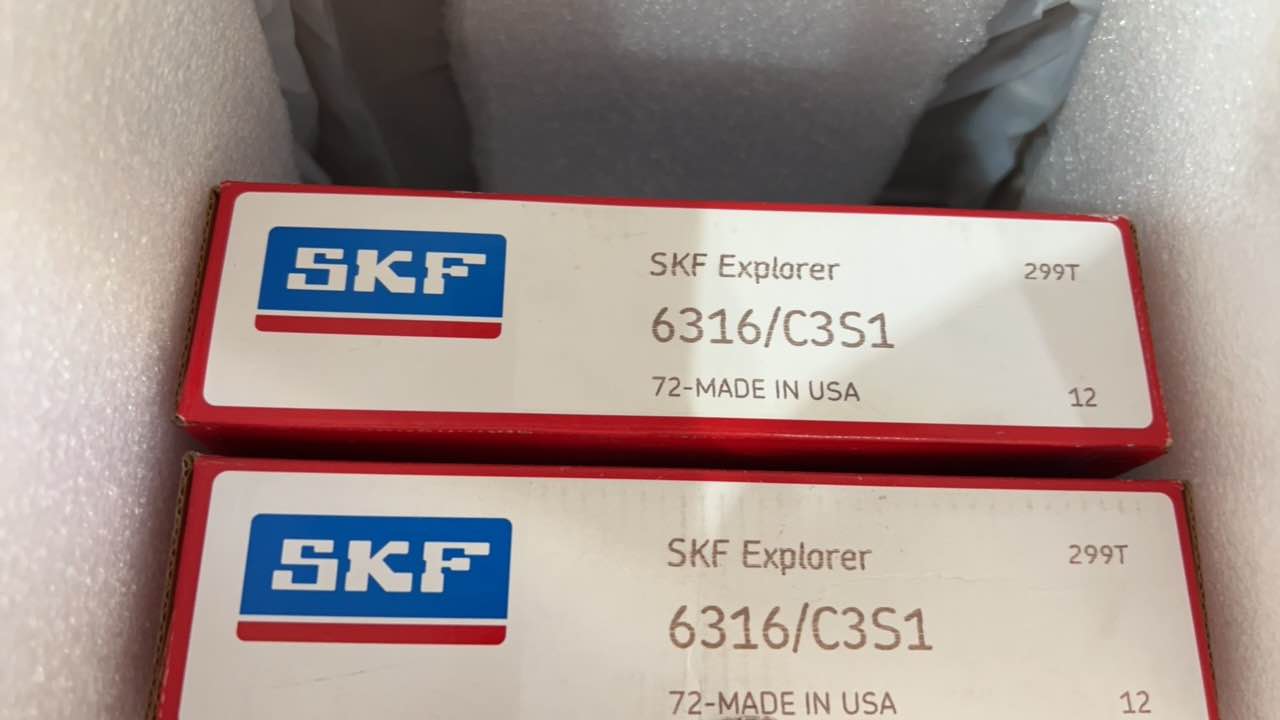 SKF
SKF Explorer 299T
6316/C3S1
72-MADE IN USA 12
SKF
SKF Explorer 299T
6316/C3S1
72-MADE IN USA 12